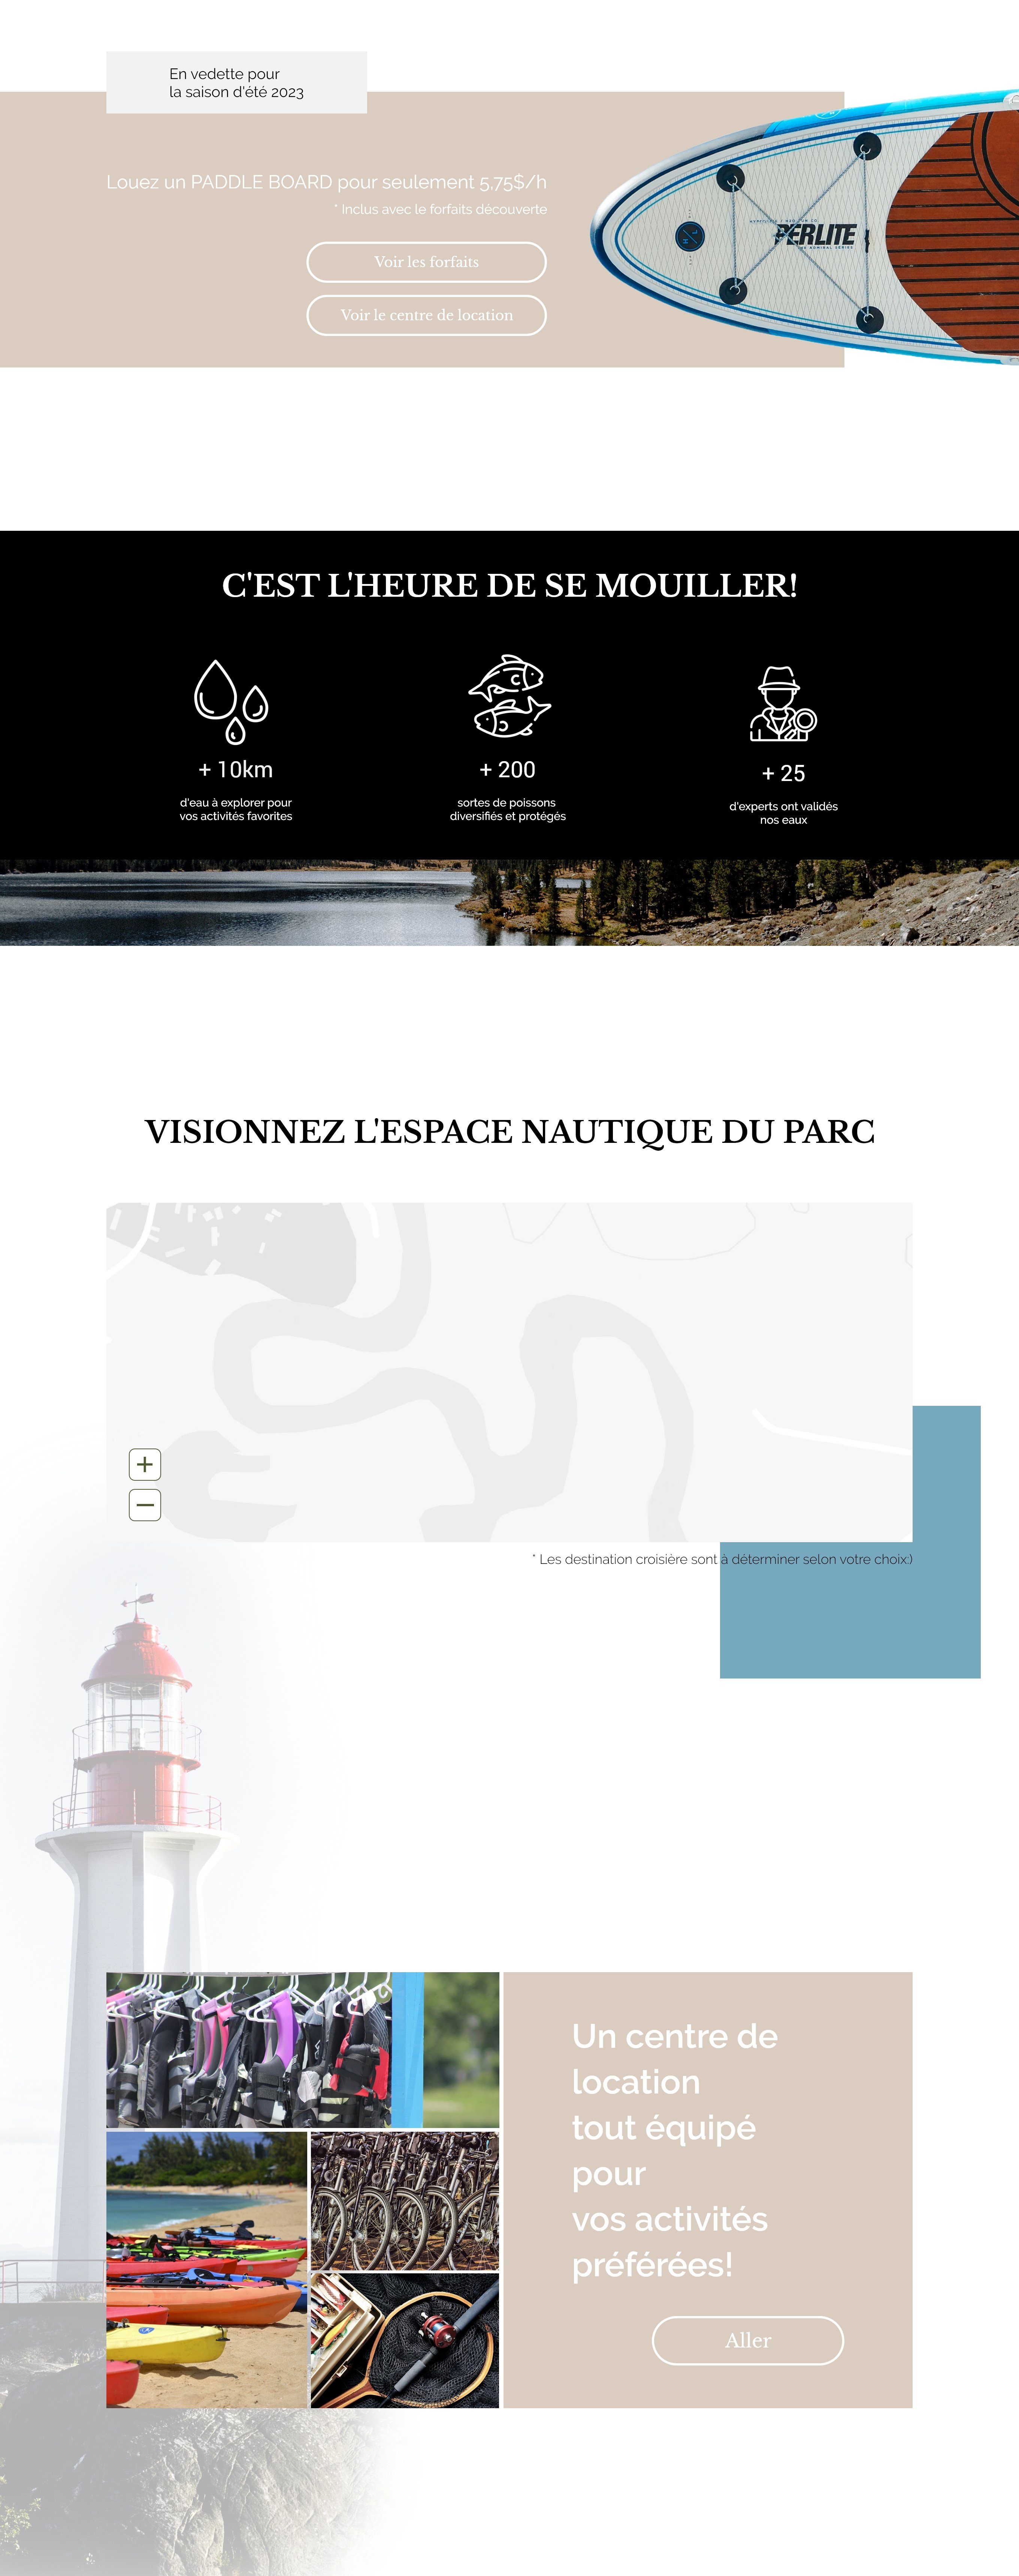 En vedette pour
la saison d'été 2023
Louez un PADDLE BOARD pour seulement 5,75$/h
* Inclus avec le forfaits découverte
Voir les forfaits
Voir le centre de location
PERLITE
C'EST L'HEURE DE SE MOUILLER!
+ 10km
d'eau à explorer pour
vos activités favorites
+ 200
sortes de poissons
diversifiés et protégés
+ 25
d'experts ont validés
nos eaux
VISIONNEZ L'ESPACE NAUTIQUE DU PARC
* Les destination croisière sont à déterminer selon votre choix:)
Un centre de
location
tout équipé
pour
vos activités
préférées!
Aller